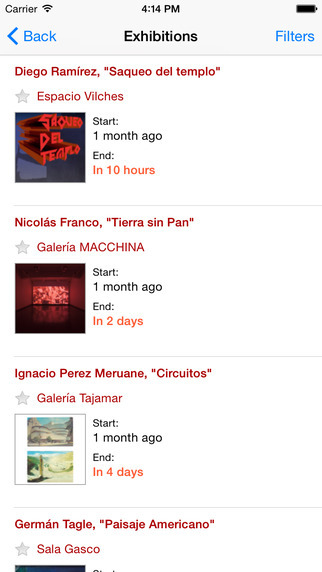 Carrier 4:14 PM
Back Exhibitions Filters
Diego Ramírez, "Saqueo del templo"
Espacio Vilches
SAQUEO
DEL
TEMPLO
Start:
1 month ago
End:
In 10 hours
Nicolás Franco, "Tierra sin Pan"
Galería MACCHINA
Start:
1 month ago
End:
In 2 days
Ignacio Perez Meruane, "Circuitos"
Galería Tajamar
Start:
1 month ago
End:
In 4 days
Germán Tagle, "Paisaje Americano"
Sala Gasco
Start: